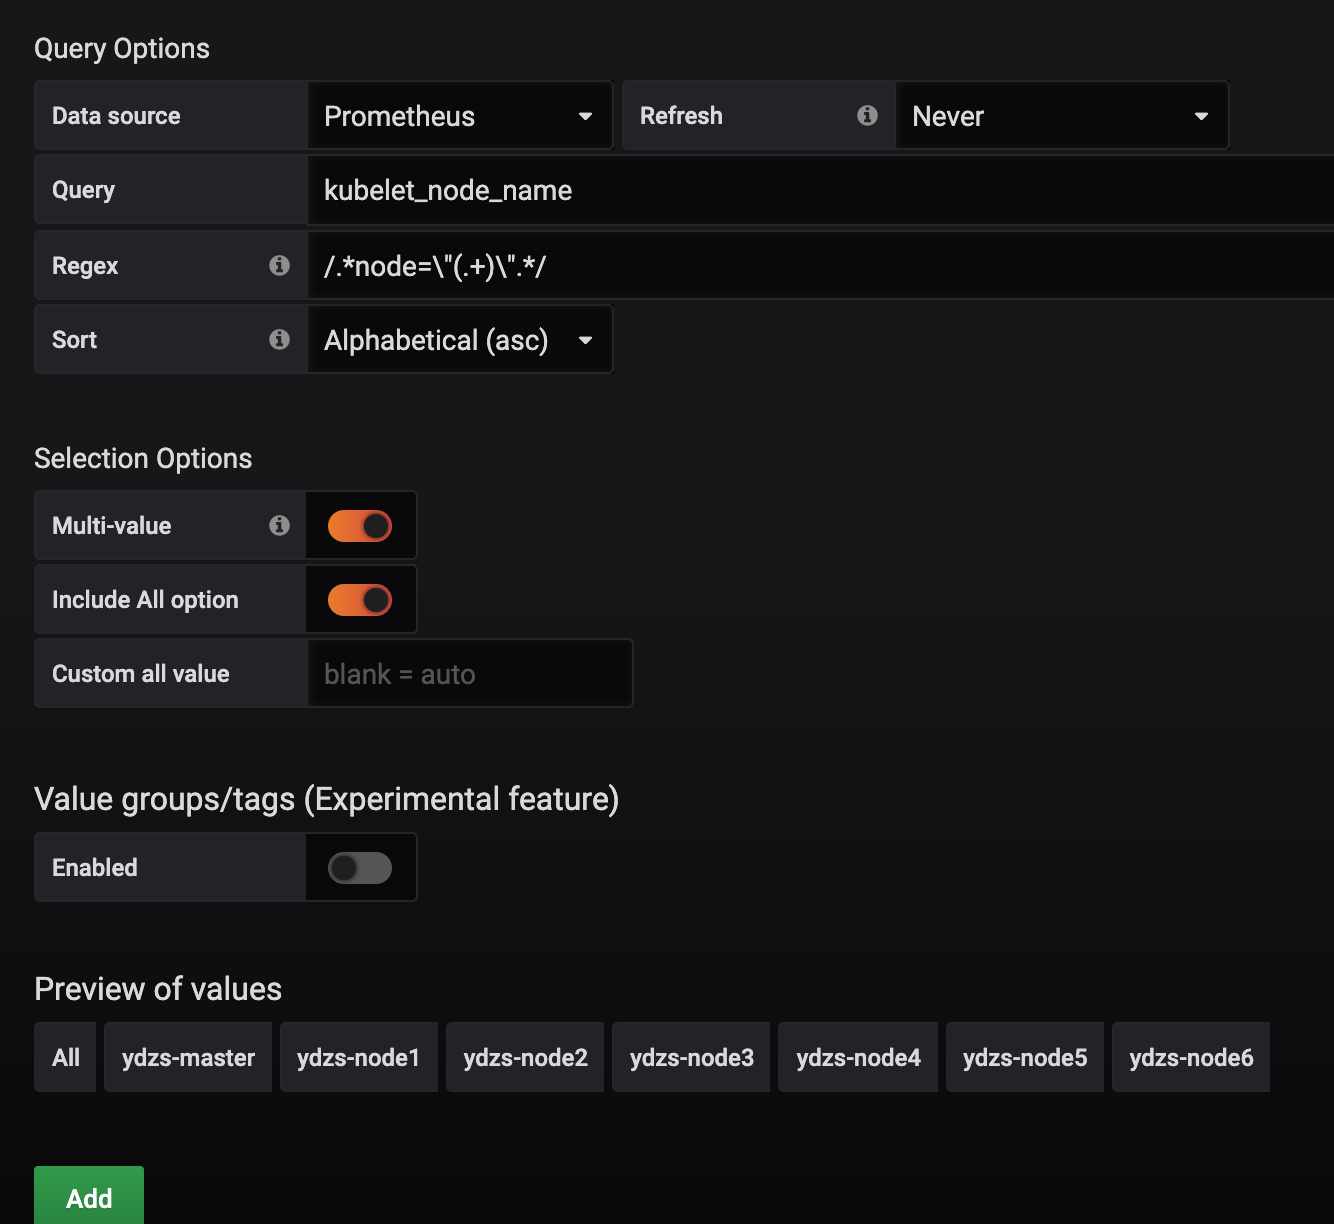 Query Options
Data source Prometheus Refresh Never
Query kubelet_node_name
Regex /.*node=\"(.+)\".*/
Sort Alphabetical (asc)
Selection Options
Multi-value
Include All option
Custom all value blank = auto
Value groups/tags (Experimental feature)
Enabled
Preview of values
All ydzs-master ydzs-node1 ydzs-node2 ydzs-node3 ydzs-node4 ydzs-node5 ydzs-node6
Add